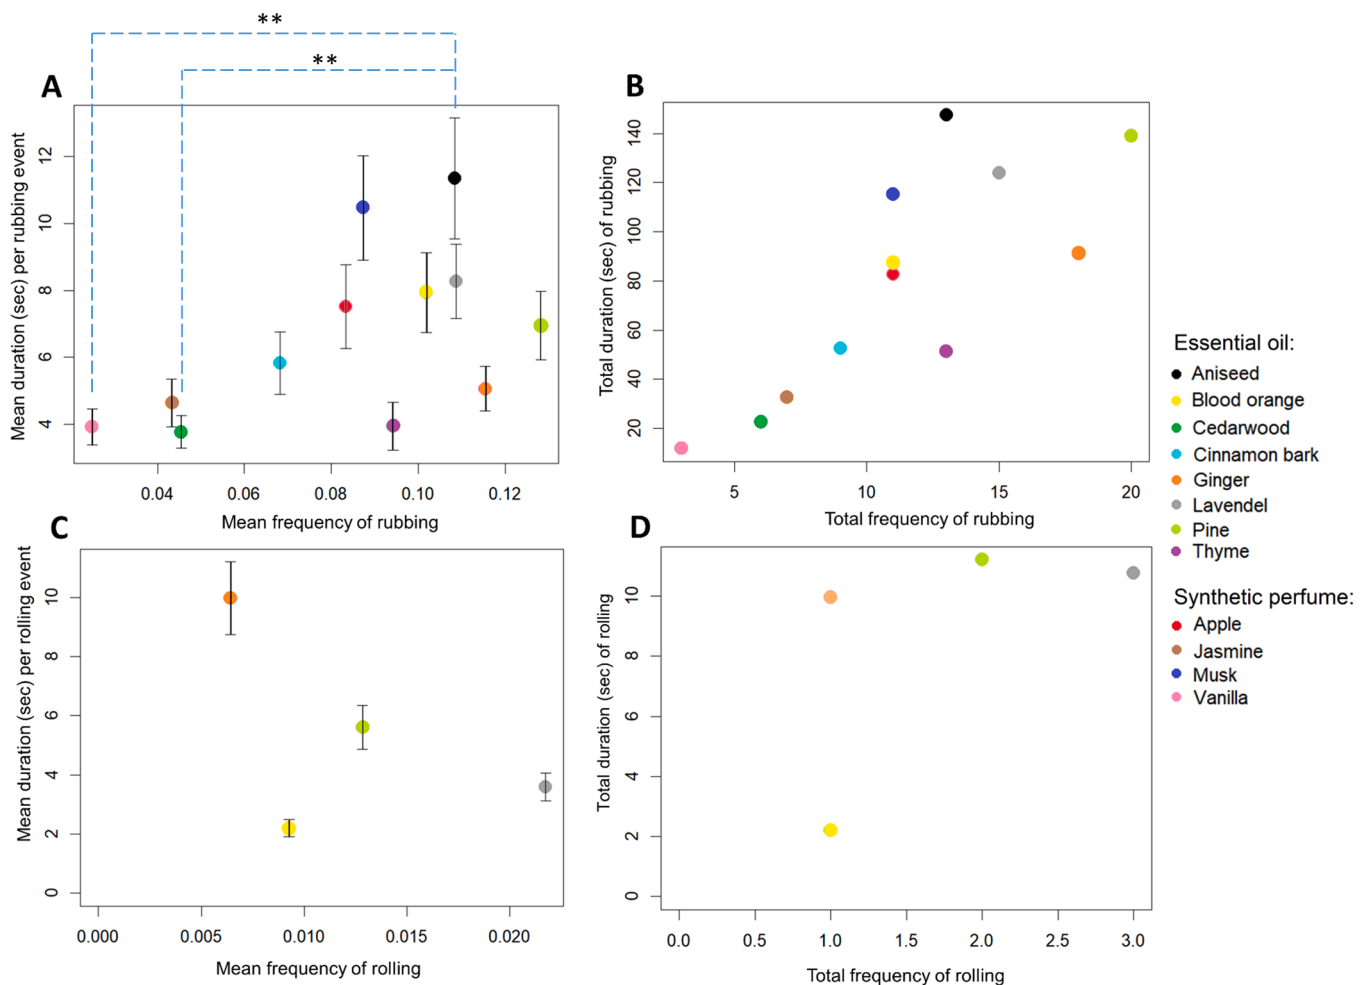 **
**
A
Mean duration (sec) per rubbing event
12
10
8
6
4
0.04 0.06 0.08 0.10 0.12
Mean frequency of rubbing
B
Total duration (sec) of rubbing
140
120
100
80
60
40
20
5 10 15 20
Total frequency of rubbing
C
Mean duration (sec) per rolling event
10
8
6
4
2
0
0.000 0.005 0.010 0.015 0.020
Mean frequency of rolling
D
Total duration (sec) of rolling
10
8
6
4
2
0
0.0 0.5 1.0 1.5 2.0 2.5 3.0
Total frequency of rolling
Essential oil:
Aniseed
Blood orange
Cedarwood
Cinnamon bark
Ginger
Lavendel
Pine
Thyme
Synthetic perfume:
Apple
Jasmine
Musk
Vanilla